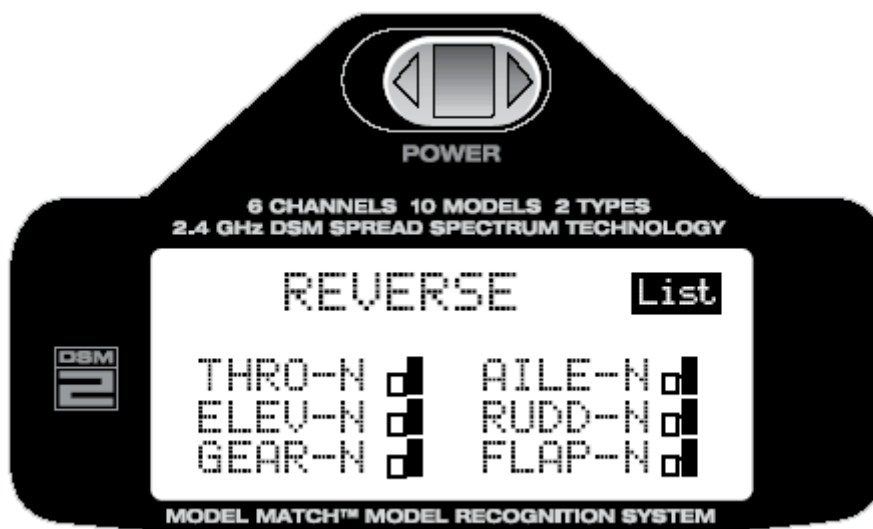 POWER
6 CHANNELS 10 MODELS 2 TYPES
2.4 GHz DSM SPREAD SPECTRUM TECHNOLOGY
REVERSE List
DSM
2
THRO-N AILE-N
ELEV-N RUDD-N
GEAR-N FLAP-N
MODEL MATCH™ MODEL RECOGNITION SYSTEM